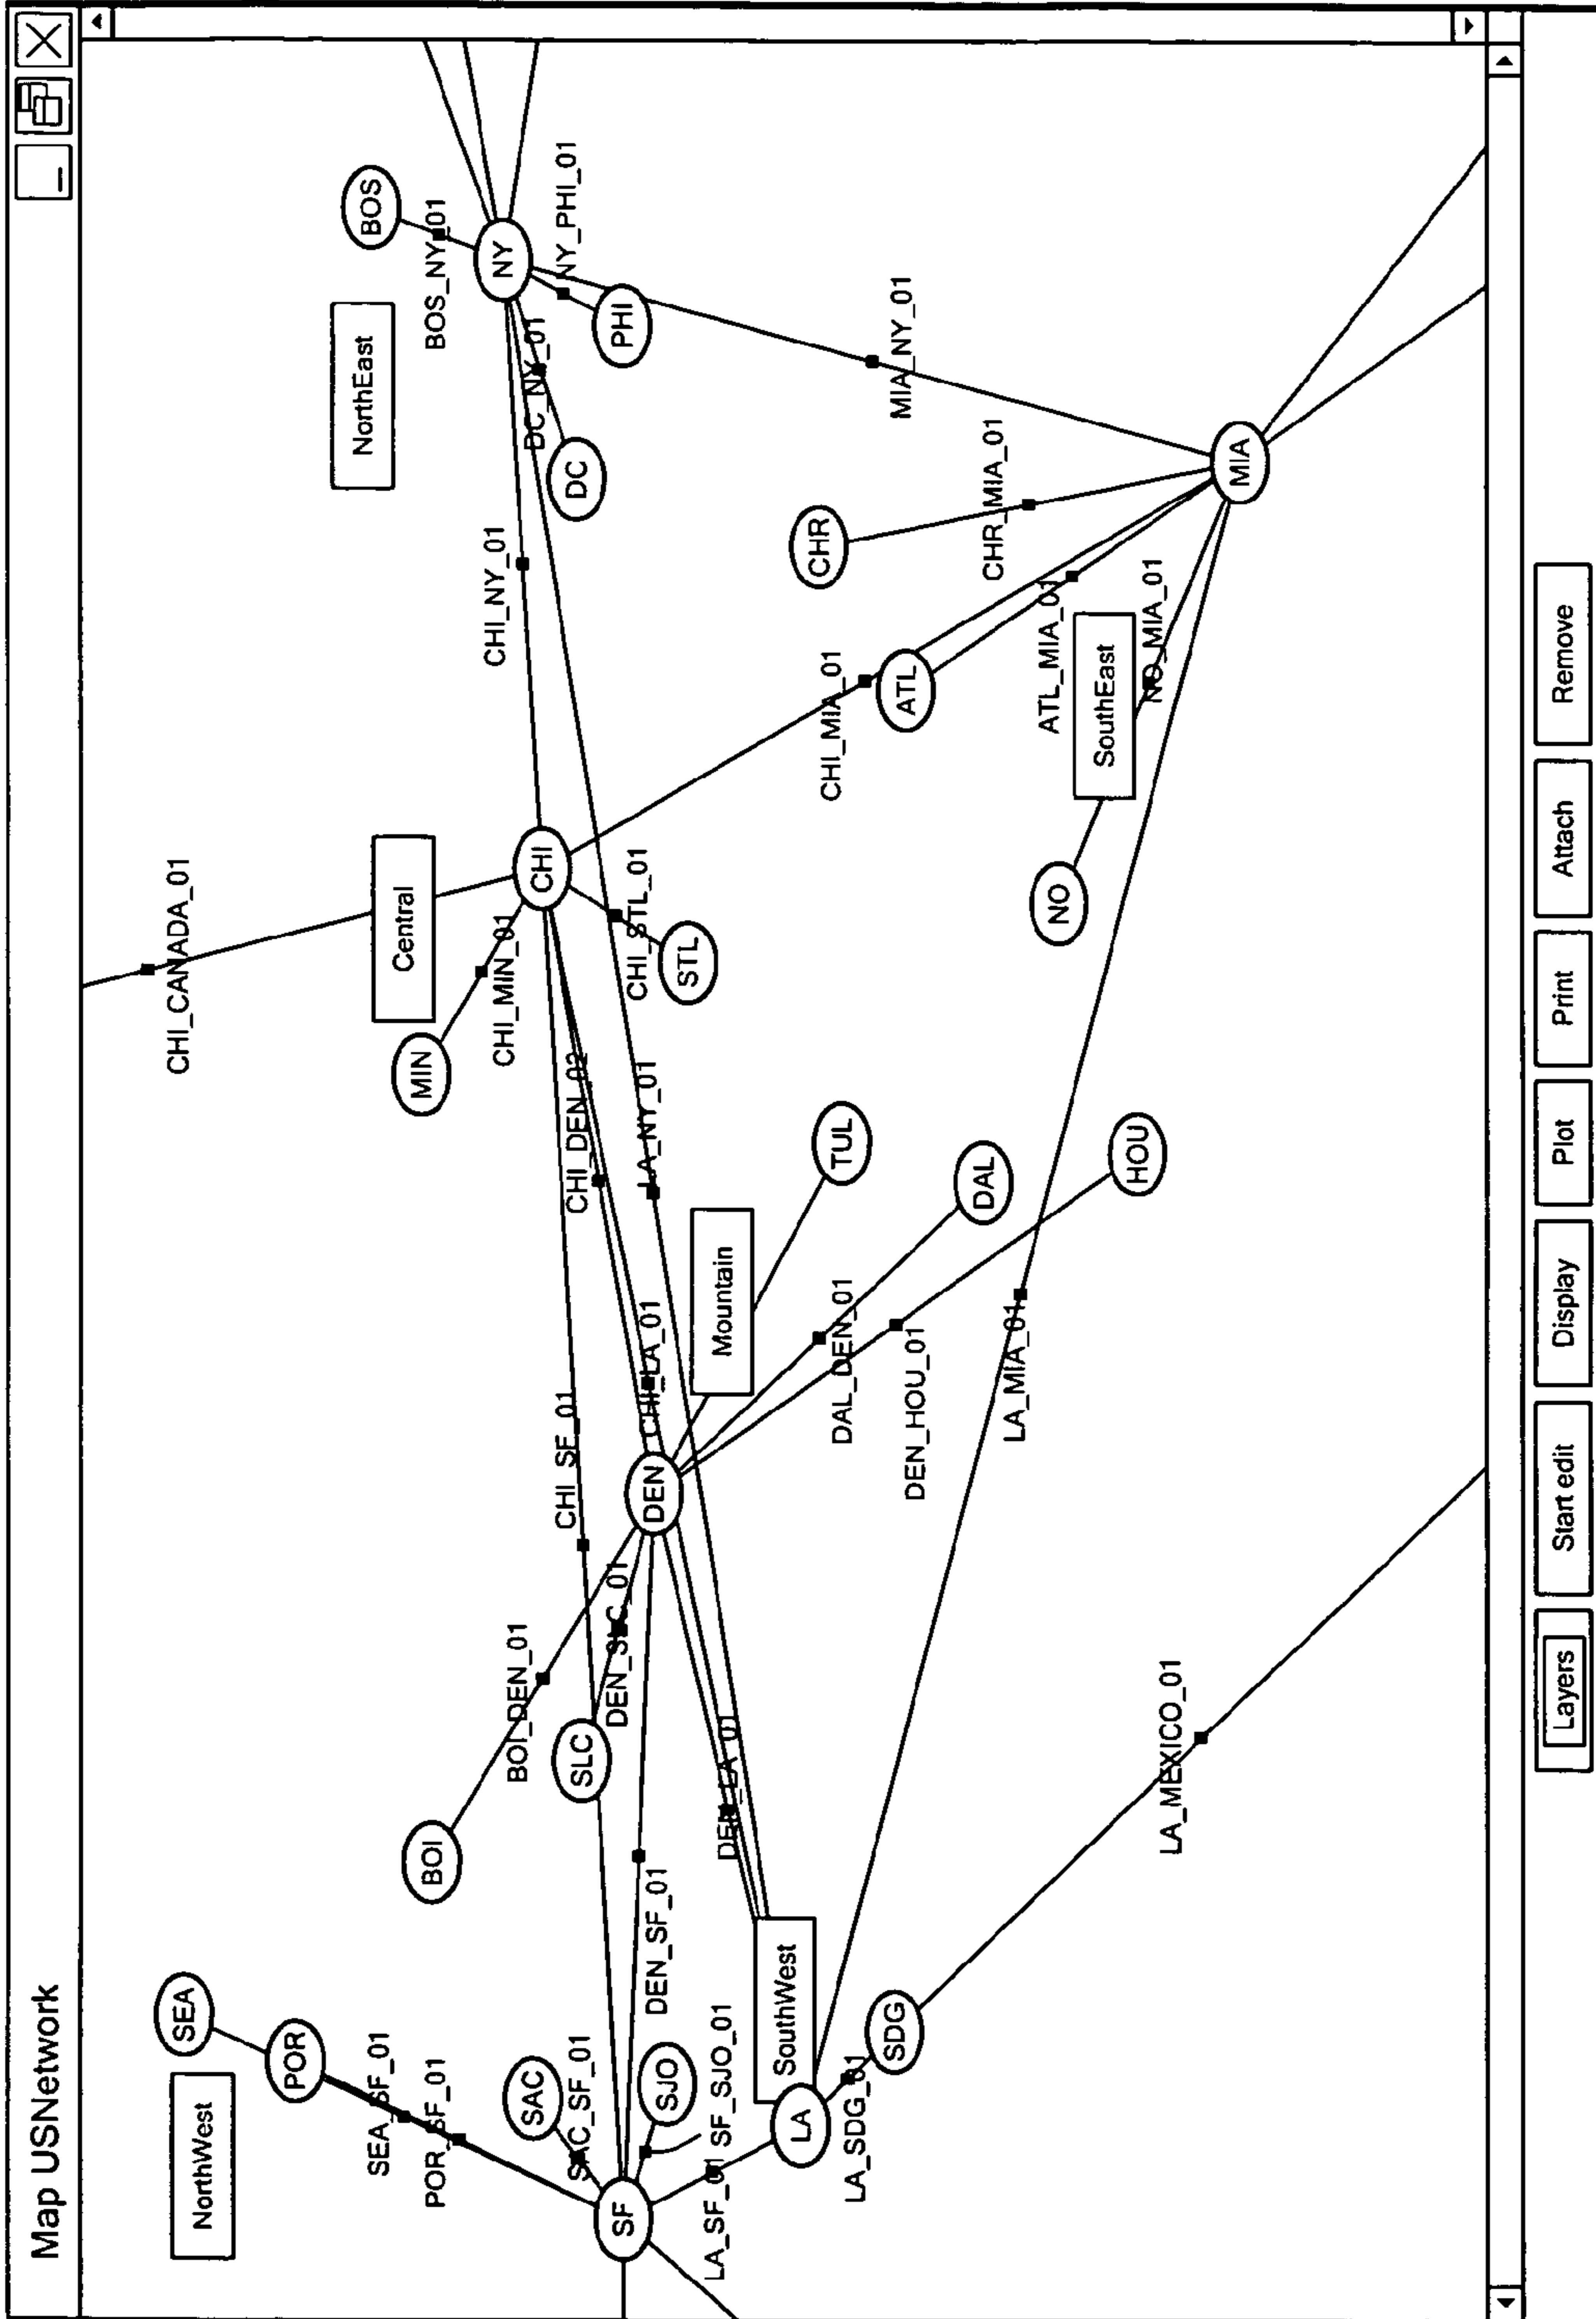 Map USNetwork
NorthWest
SEA
POR
SEA_SF_01
POR_SF_01
SAC
SAC_SF_01
SF
SJO
SF_SJO_01
LA_SF_01
SouthWest
LA
LA_SDG_01
SDG
LA_MEXICO_01
BOI
BOI_DEN_01
SLC
DEN_SLC_01
DEN_SF_01
DEN_LA_01
CHI_SF_01
DEN
CHI_LA_01
Mountain
DAL_DEN_01
DEN_HOU_01
LA_MIA_01
TUL
DAL
HOU
CHI_DEN_02
LA_NY_01
CHI_CANADA_01
Central
MIN
CHI_MIN_01
CHI
CHI_STL_01
STL
CHI_NY_01
CHI_MIA_01
ATL
ATL_MIA_01
SouthEast
NO
NO_MIA_01
CHR
CHR_MIA_01
MIA
MIA_NY_01
NorthEast
BOS
BOS_NY_01
NY
NY_PHI_01
PHI
DC_NY_01
DC
Layers
Start edit
Display
Plot
Print
Attach
Remove